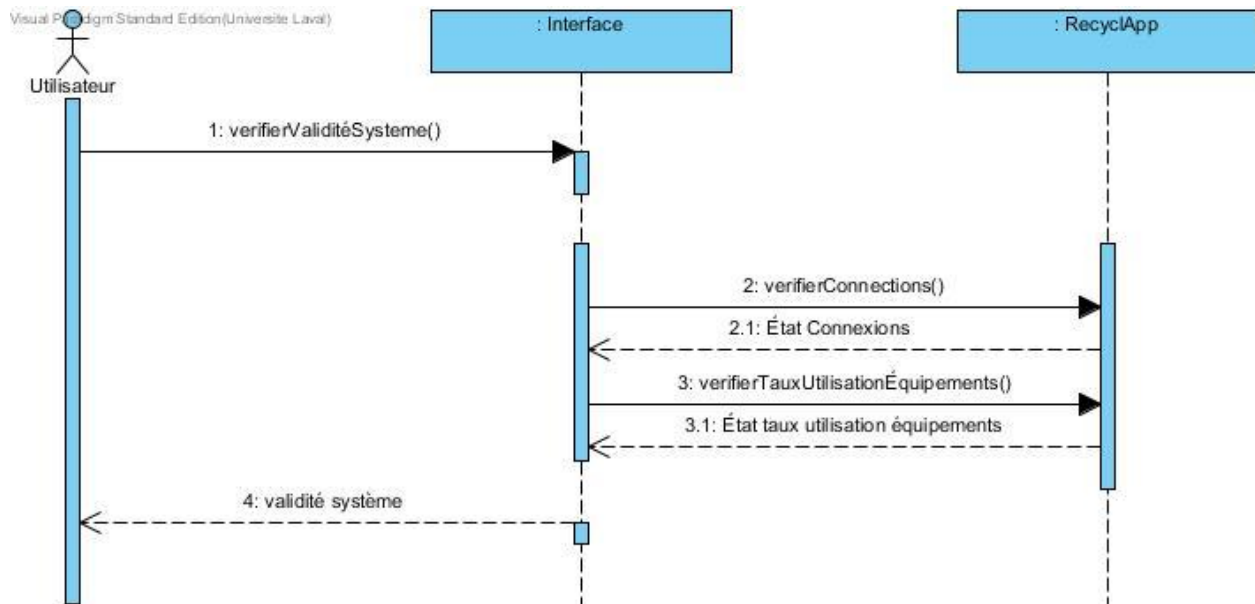 Visual Paradigm Standard Edition(Universite Laval)
: Interface
: RecyclApp
Utilisateur
1: verifierValiditéSysteme()
2: verifierConnections()
2.1: État Connexions
3: verifierTauxUtilisationÉquipements()
3.1: État taux utilisation équipements
4: validité système